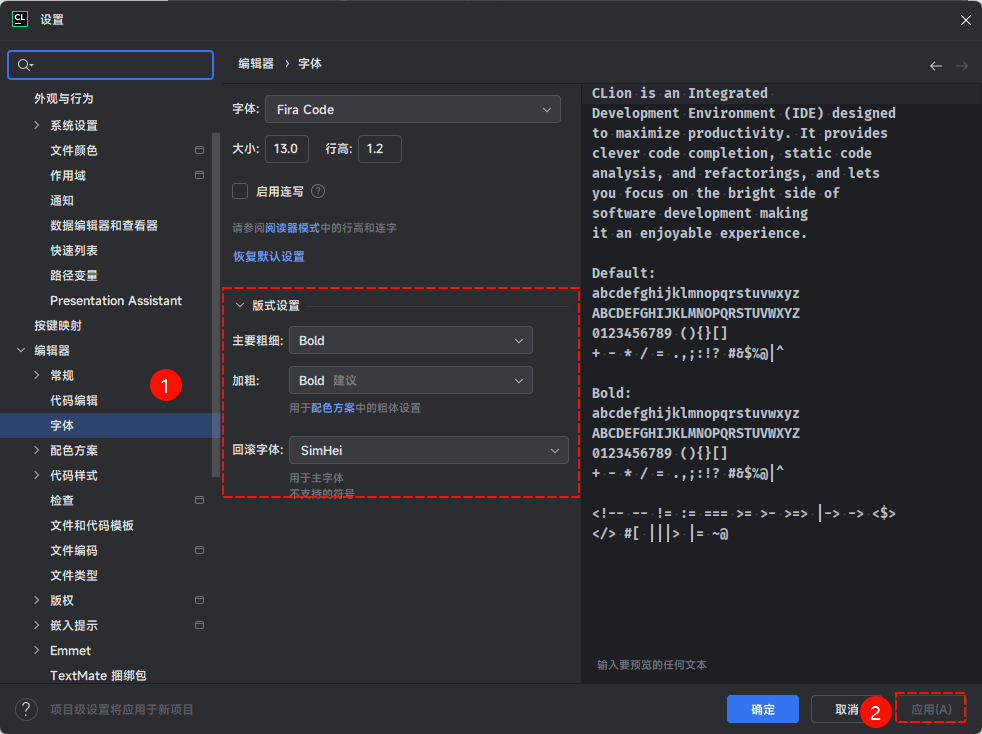 CL 设置
外观与行为
系统设置
文件颜色
作用域
通知
数据编辑器和查看器
快速列表
路径变量
Presentation Assistant
按键映射
编辑器
常规
代码编辑
字体
配色方案
代码样式
检查
文件和代码模板
文件编码
文件类型
版权
嵌入提示
Emmet
TextMate 捆绑包
1
编辑器 › 字体
字体: Fira Code
大小: 13.0 行高: 1.2
启用连写 ?
请参阅阅读器模式中的行高和连字
恢复默认设置
版式设置
主要粗细: Bold
加粗: Bold 建议
用于配色方案中的粗体设置
回滚字体: SimHei
用于主字体
不支持的符号
CLion is an Integrated
Development Environment (IDE) designed
to maximize productivity. It provides
clever code completion, static code
analysis, and refactorings, and lets
you focus on the bright side of
software development making
it an enjoyable experience.
Default:
abcdefghijklmnopqrstuvwxyz
ABCDEFGHIJKLMNOPQRSTUVWXYZ
0123456789 (){}[]
+ - * / = .,;:!? #&$%@|^
Bold:
abcdefghijklmnopqrstuvwxyz
ABCDEFGHIJKLMNOPQRSTUVWXYZ
0123456789 (){}[]
+ - * / = .,;:!? #&$%@|^
<!-- -- != := === >= >- >=> |-> -> <$>
</> #[ |||> |= ~@
输入要预览的任何文本
? 项目级设置将应用于新项目
确定 取消 2 应用(A)